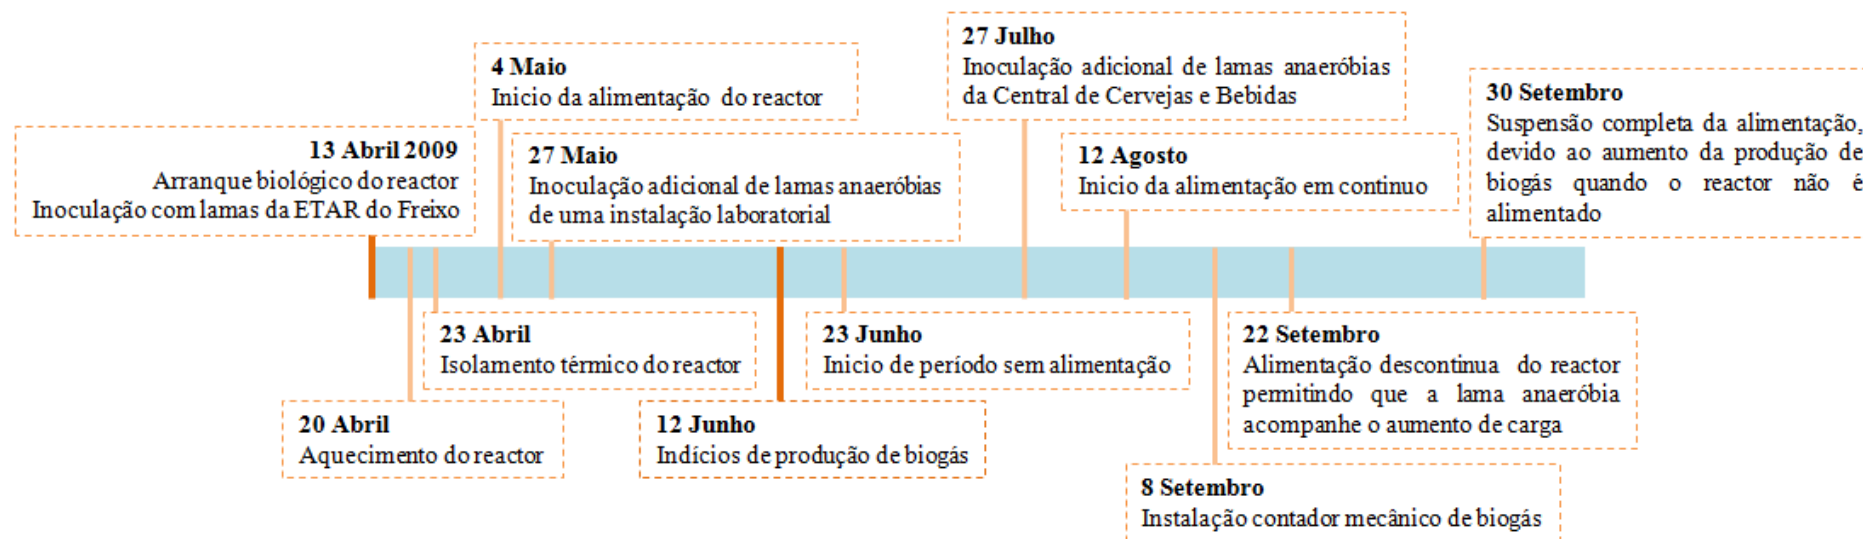 13 Abril 2009
Arranque biológico do reactor
Inoculação com lamas da ETAR do Freixo
20 Abril
Aquecimento do reactor
23 Abril
Isolamento térmico do reactor
4 Maio
Inicio da alimentação do reactor
27 Maio
Inoculação adicional de lamas anaeróbias
de uma instalação laboratorial
12 Junho
Indícios de produção de biogás
23 Junho
Inicio de período sem alimentação
27 Julho
Inoculação adicional de lamas anaeróbias
da Central de Cervejas e Bebidas
12 Agosto
Inicio da alimentação em continuo
8 Setembro
Instalação contador mecânico de biogás
22 Setembro
Alimentação descontinua do reactor
permitindo que a lama anaeróbia
acompanhe o aumento de carga
30 Setembro
Suspensão completa da alimentação,
devido ao aumento da produção de
biogás quando o reactor não é
alimentado